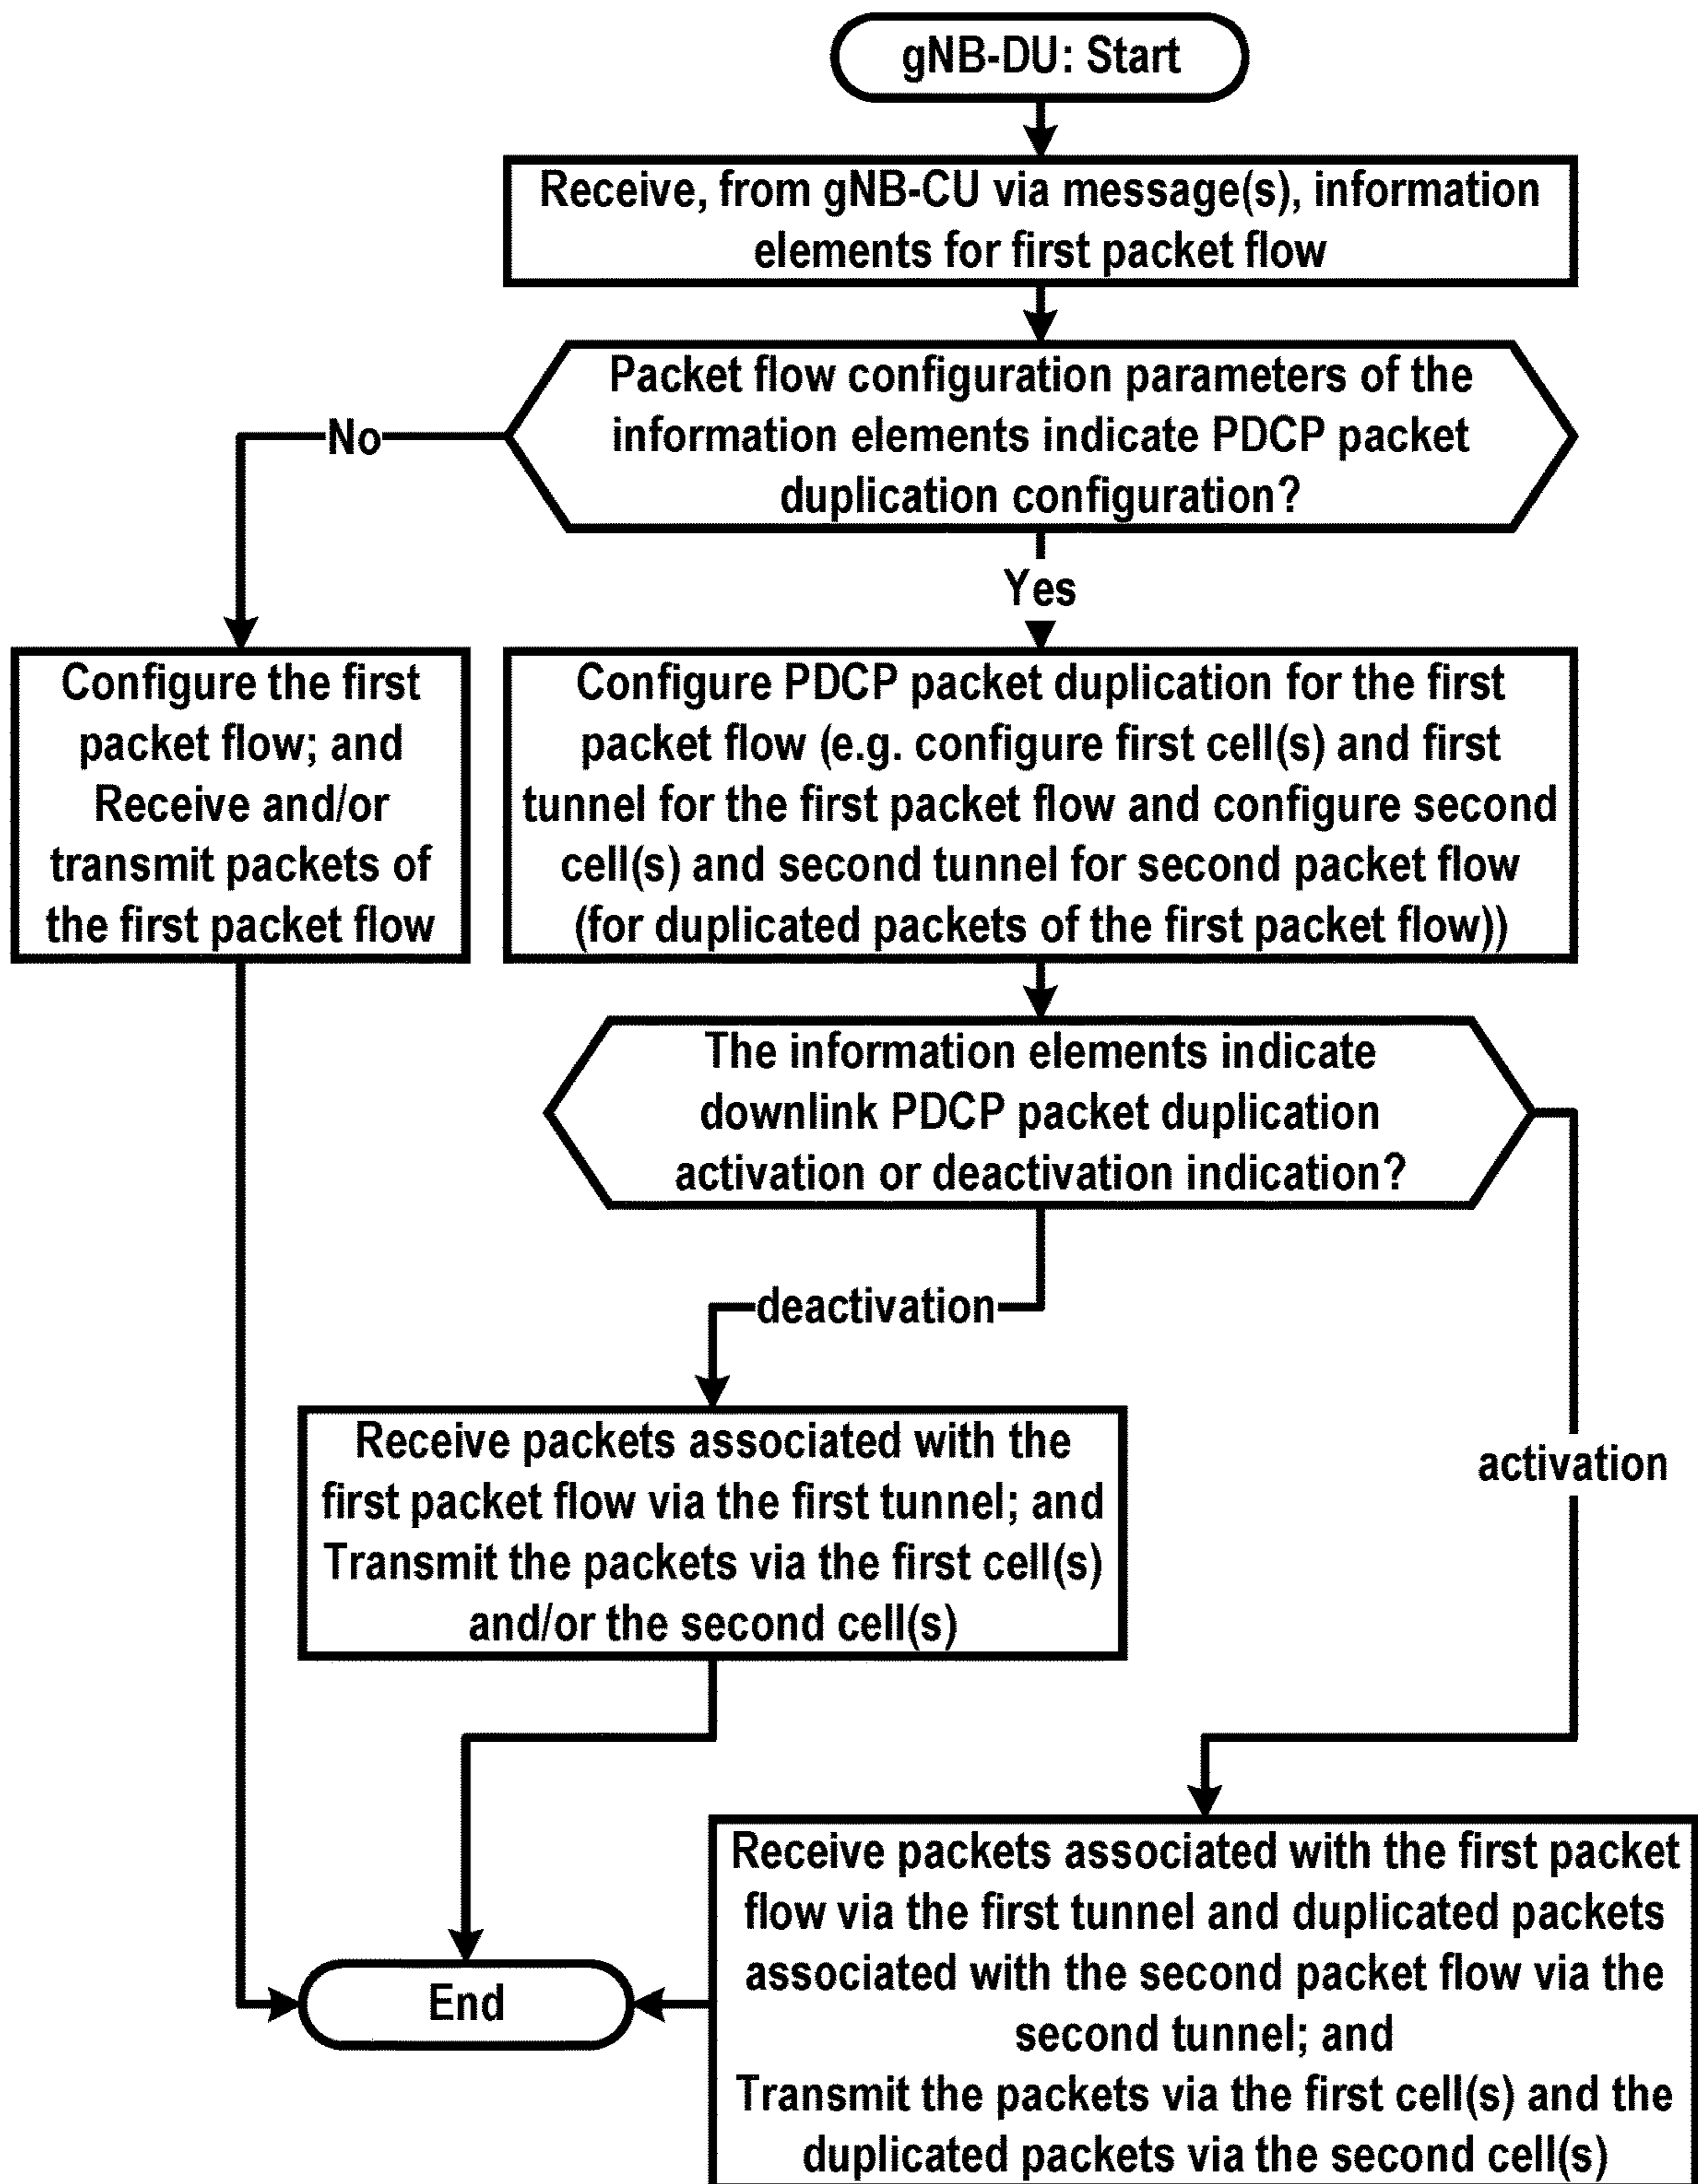 gNB-DU: Start
Receive, from gNB-CU via message(s), information
elements for first packet flow
Packet flow configuration parameters of the
information elements indicate PDCP packet
duplication configuration?
No
Yes
Configure the first
packet flow; and
Receive and/or
transmit packets of
the first packet flow
Configure PDCP packet duplication for the first
packet flow (e.g. configure first cell(s) and first
tunnel for the first packet flow and configure second
cell(s) and second tunnel for second packet flow
(for duplicated packets of the first packet flow))
The information elements indicate
downlink PDCP packet duplication
activation or deactivation indication?
deactivation
activation
Receive packets associated with the
first packet flow via the first tunnel; and
Transmit the packets via the first cell(s)
and/or the second cell(s)
Receive packets associated with the first packet
flow via the first tunnel and duplicated packets
associated with the second packet flow via the
second tunnel; and
Transmit the packets via the first cell(s) and the
duplicated packets via the second cell(s)
End